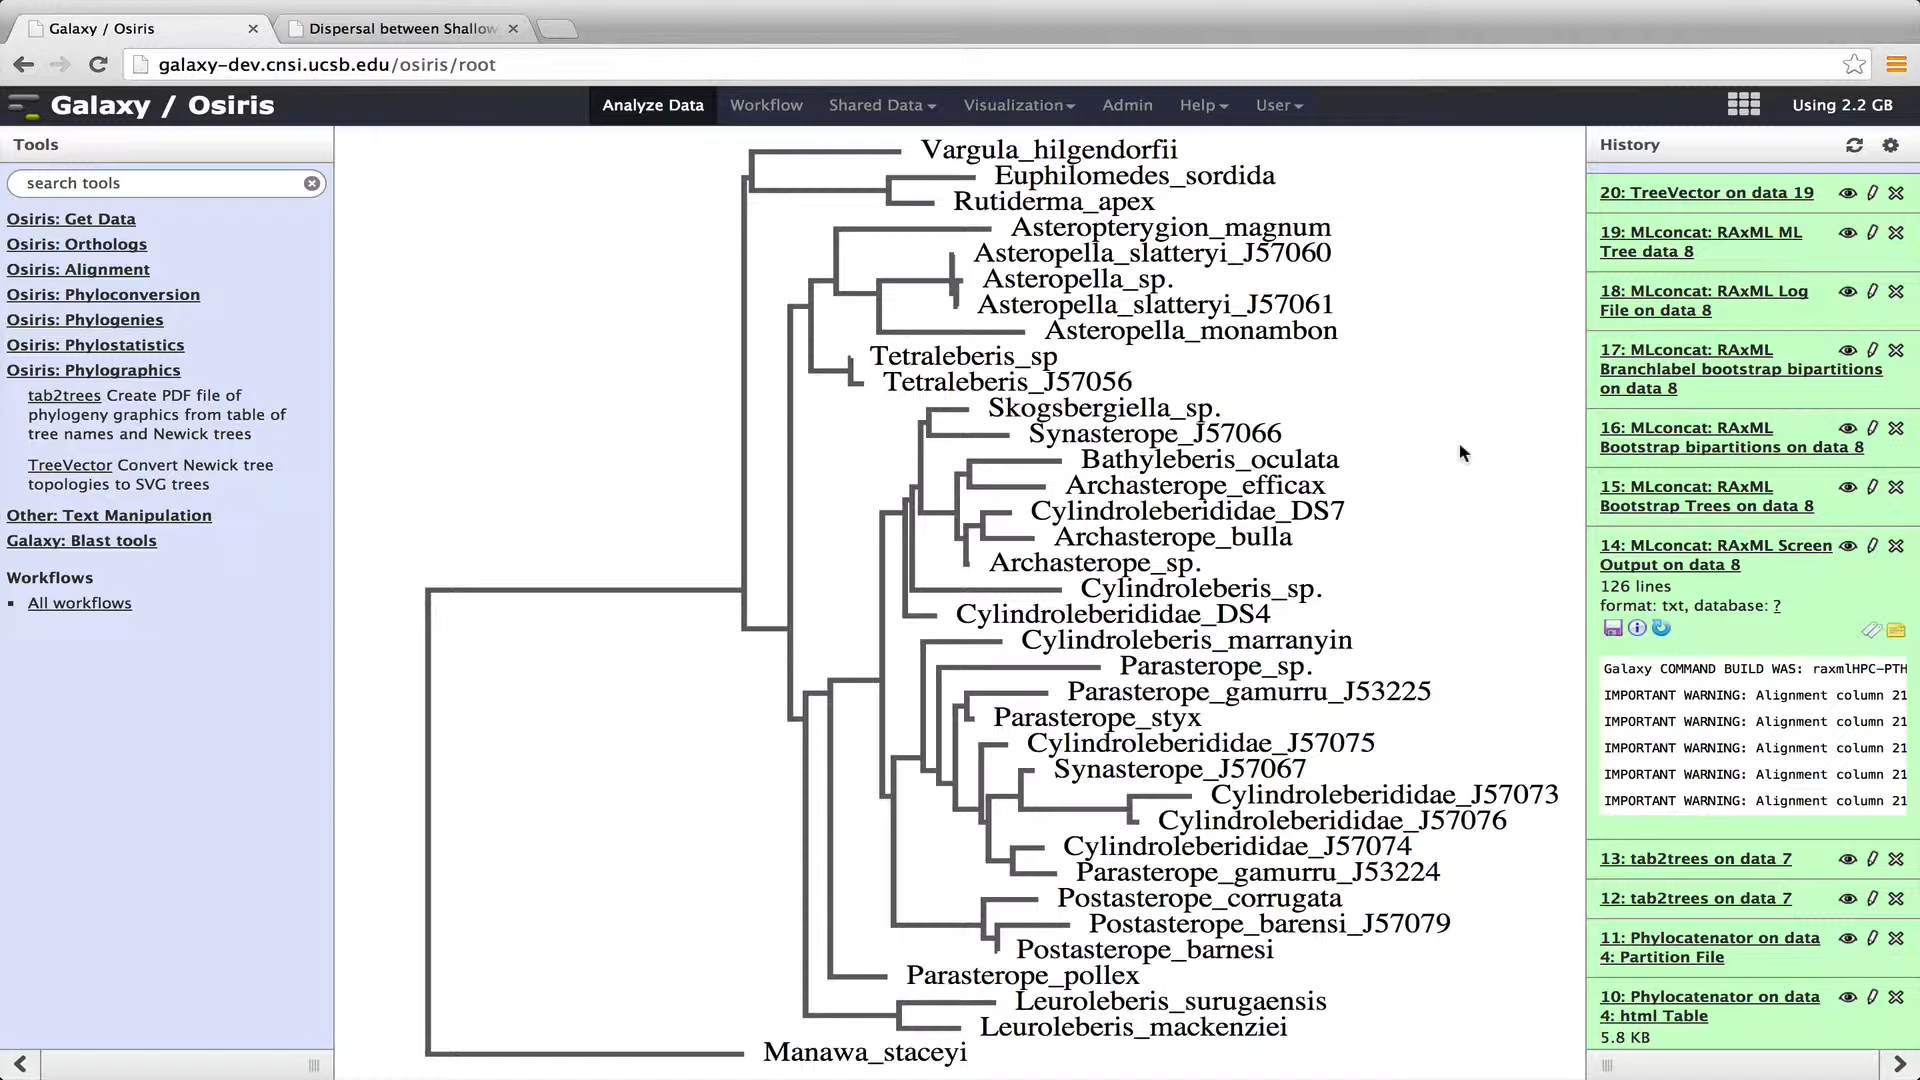 Galaxy / Osiris
Dispersal between Shallow
galaxy-dev.cnsi.ucsb.edu/osiris/root
Galaxy / Osiris
Analyze Data
Workflow
Shared Data
Visualization
Admin
Help
User
Using 2.2 GB
Tools
search tools
Osiris: Get Data
Osiris: Orthologs
Osiris: Alignment
Osiris: Phyloconversion
Osiris: Phylogenies
Osiris: Phylostatistics
Osiris: Phylographics
tab2trees Create PDF file of
phylogeny graphics from table of
tree names and Newick trees
TreeVector Convert Newick tree
topologies to SVG trees
Other: Text Manipulation
Galaxy: Blast tools
Workflows
All workflows
Vargula_hilgendorfii
Euphilomedes_sordida
Rutiderma_apex
Asteropterygion_magnum
Asteropella_slatteryi_J57060
Asteropella_sp.
Asteropella_slatteryi_J57061
Asteropella_monambon
Tetraleberis_sp
Tetraleberis_J57056
Skogsbergiella_sp.
Synasterope_J57066
Bathyleberis_oculata
Archasterope_efficax
Cylindroleberididae_DS7
Archasterope_bulla
Archasterope_sp.
Cylindroleberis_sp.
Cylindroleberididae_DS4
Cylindroleberis_marranyin
Parasterope_sp.
Parasterope_gamurru_J53225
Parasterope_styx
Cylindroleberididae_J57075
Synasterope_J57067
Cylindroleberididae_J57073
Cylindroleberididae_J57076
Cylindroleberididae_J57074
Parasterope_gamurru_J53224
Postasterope_corrugata
Postasterope_barensi_J57079
Postasterope_barnesi
Parasterope_pollex
Leuroleberis_surugaensis
Leuroleberis_mackenziei
Manawa_staceyi
History
20: TreeVector on data 19
19: MLconcat: RAxML ML
Tree data 8
18: MLconcat: RAxML Log
File on data 8
17: MLconcat: RAxML
Branchlabel bootstrap bipartitions
on data 8
16: MLconcat: RAxML
Bootstrap bipartitions on data 8
15: MLconcat: RAxML
Bootstrap Trees on data 8
14: MLconcat: RAxML Screen
Output on data 8
126 lines
format: txt, database: ?
Galaxy COMMAND BUILD WAS: raxmlHPC-PTH
IMPORTANT WARNING: Alignment column 21
IMPORTANT WARNING: Alignment column 21
IMPORTANT WARNING: Alignment column 21
IMPORTANT WARNING: Alignment column 21
IMPORTANT WARNING: Alignment column 21
13: tab2trees on data 7
12: tab2trees on data 7
11: Phylocatenator on data
4: Partition File
10: Phylocatenator on data
4: html Table
5.8 KB